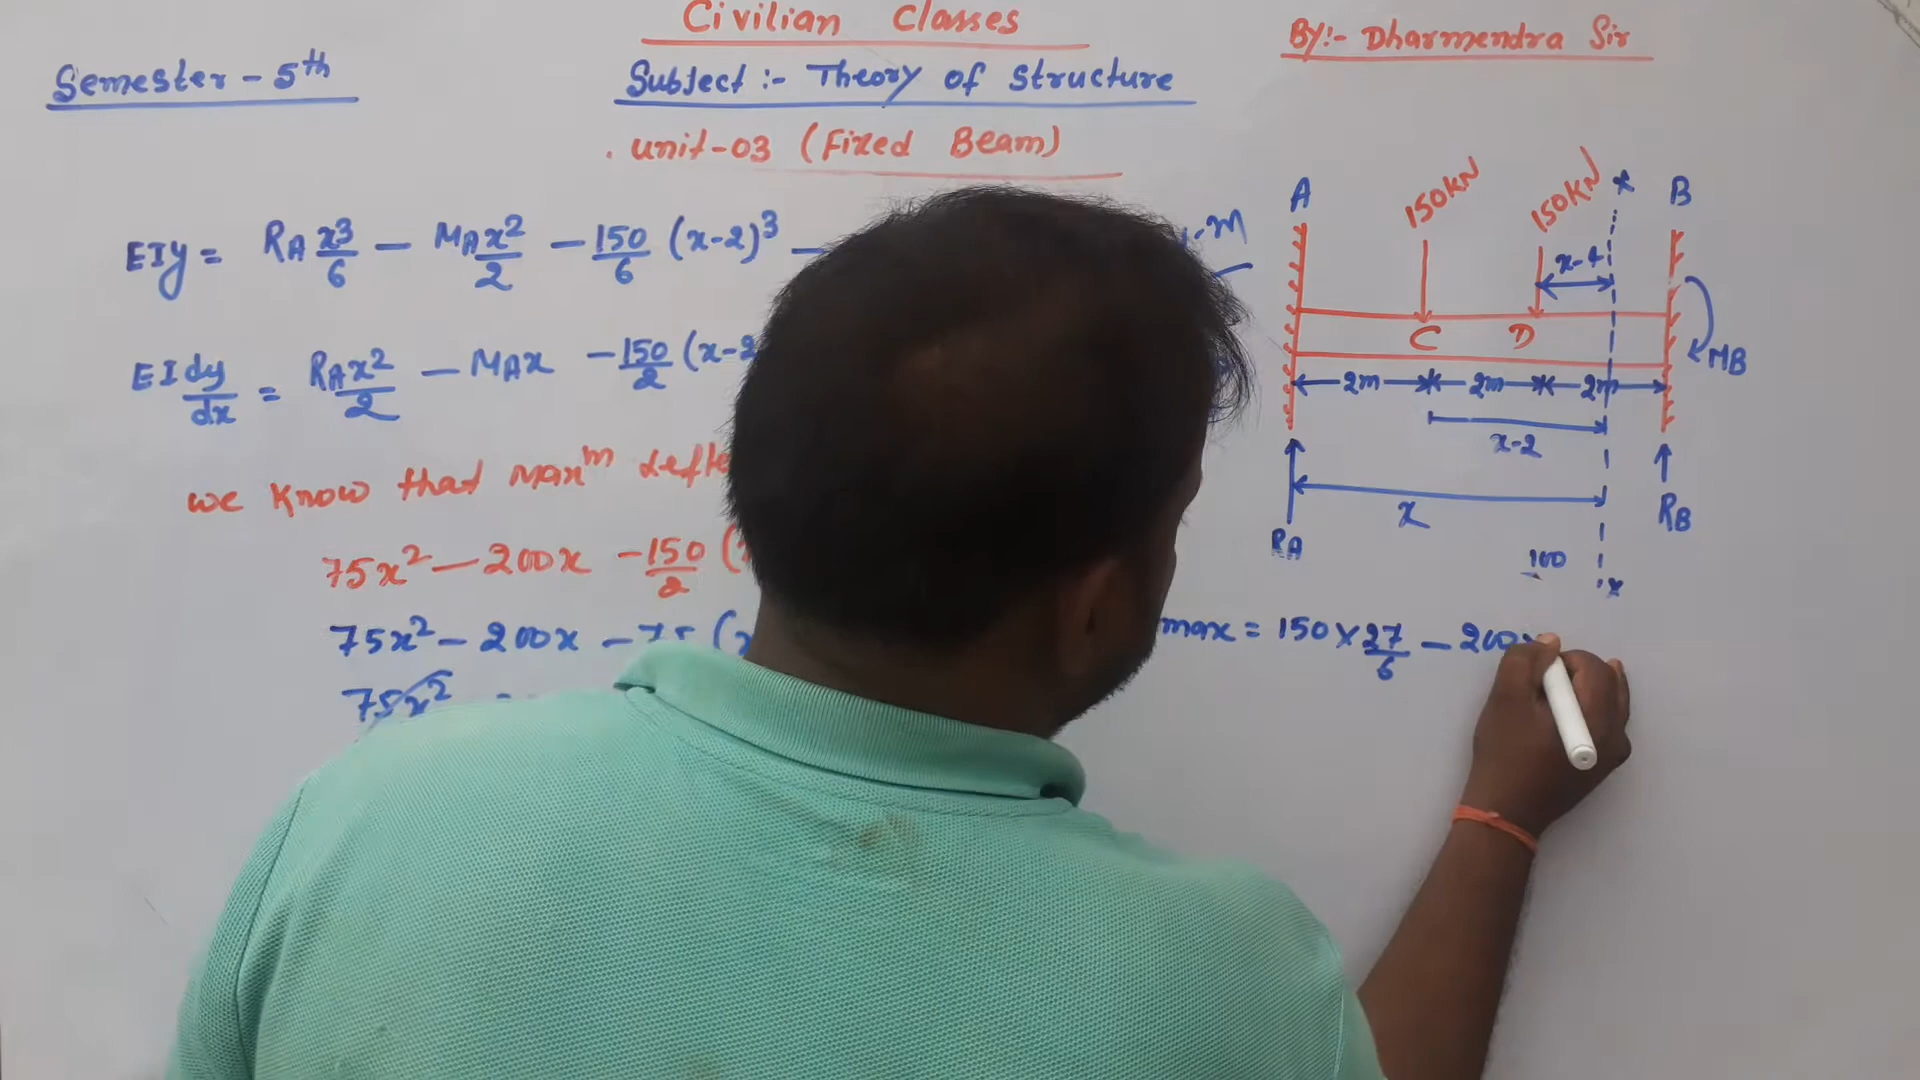 Civilian Classes
By:- Dharmendra Sir
Semester - 5th
Subject :- Theory of Structure
Unit-03 (Fixed Beam)
EIy = RA x³/6 - MA x²/2 - 150/6 (x-2)³ -
EI dy/dx = RA x²/2 - MA x - 150/2 (x-2
we know that maxm
75x² - 200x - 150/2 (
75x² - 200x - 75 (
75x²
max = 150 × 27/6 - 200
A
150KN
150KN
x
B
x-4
C
D
MB
2m
2m
2m
x-2
x
RA
RB
100
x